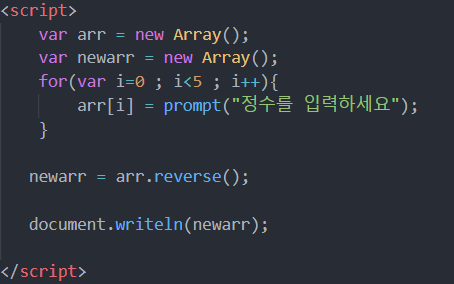 <script>
var arr = new Array();
var newarr = new Array();
for(var i=0 ; i<5 ; i++){
arr[i] = prompt("정수를 입력하세요");
}
newarr = arr.reverse();
document.writeln(newarr);
</script>